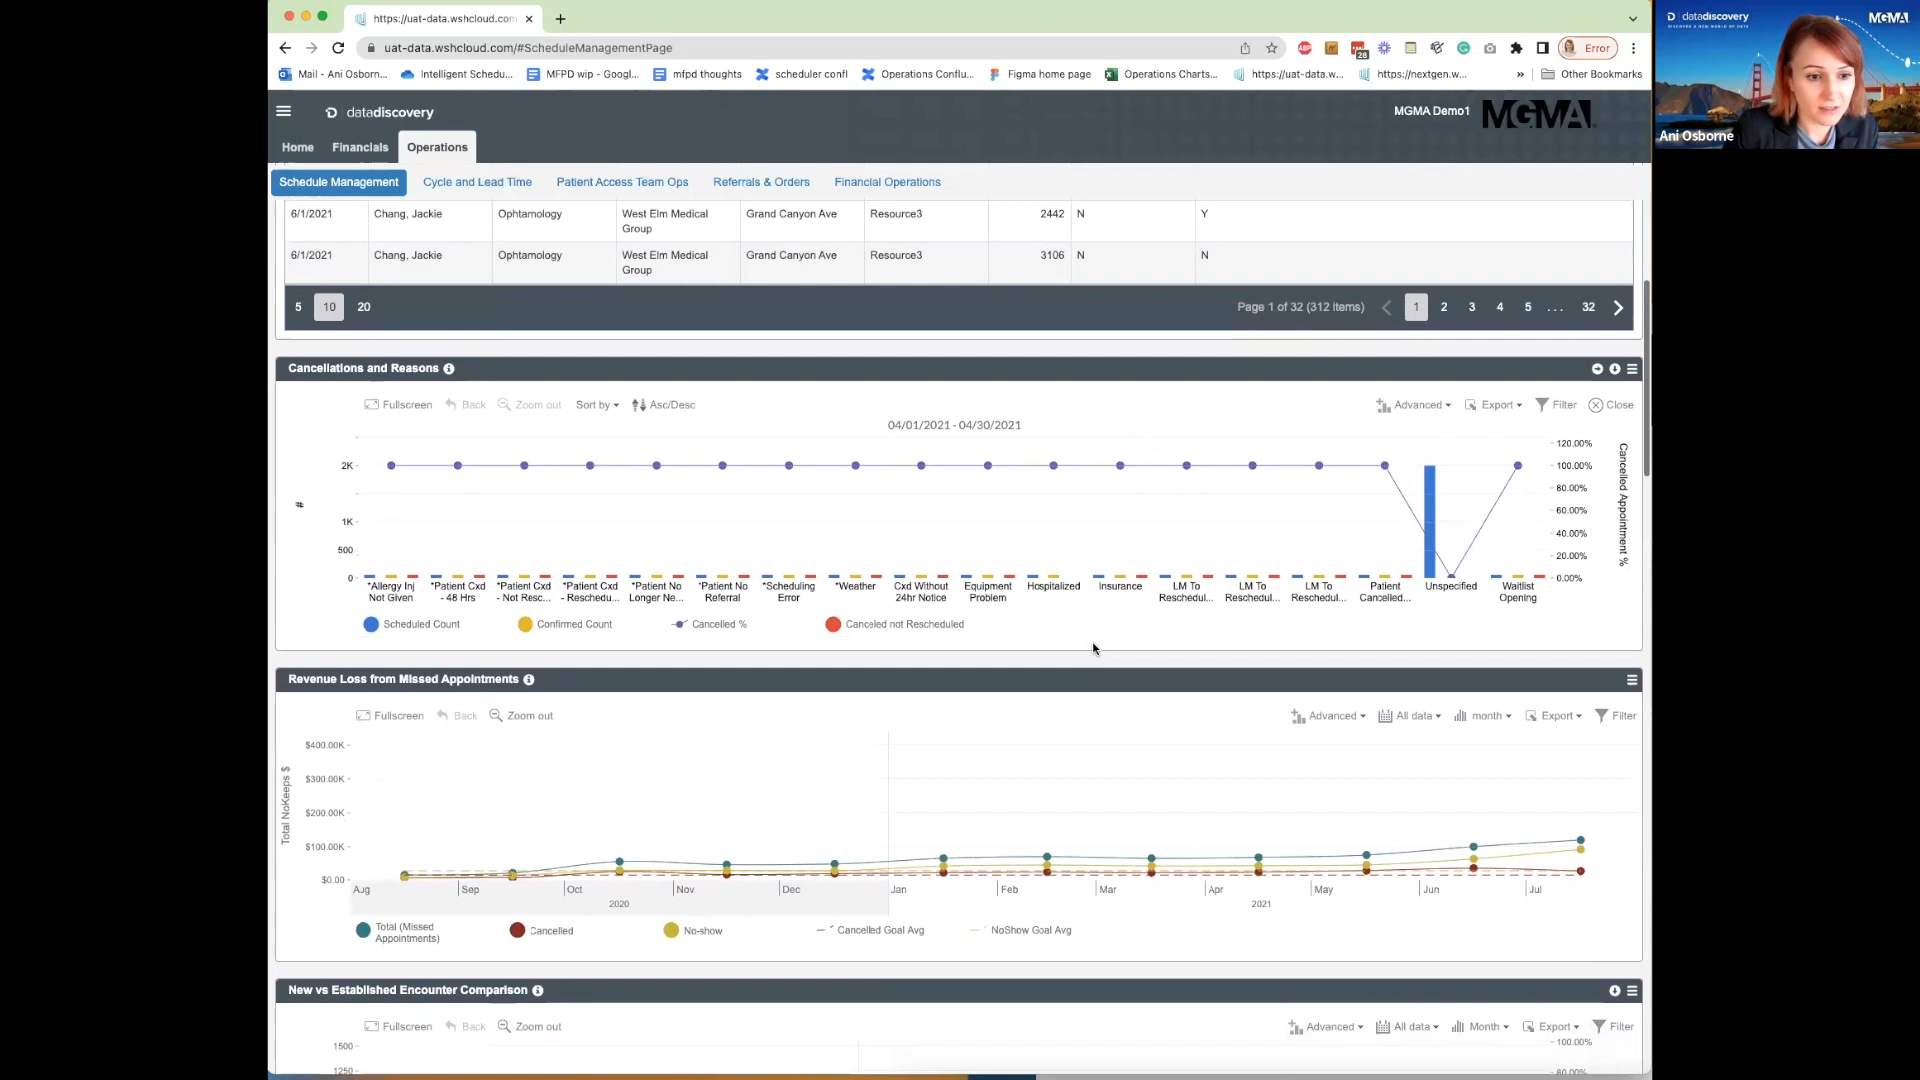 https://uat-data.wshcloud.com
uat-data.wshcloud.com/#ScheduleManagementPage
ABP
28
Error
Mail - Ani Osborn...
Intelligent Schedu...
MFPD wip - Googl...
mfpd thoughts
scheduler confl
Operations Conflu...
Figma home page
Operations Charts...
https://uat-data.w...
https://nextgen.w...
»
Other Bookmarks
datadiscovery
MGMA Demo1
MGMA
Home
Financials
Operations
Schedule Management
Cycle and Lead Time
Patient Access Team Ops
Referrals & Orders
Financial Operations
6/1/2021 Chang, Jackie Ophtamology West Elm Medical Group Grand Canyon Ave Resource3 2442 N Y
6/1/2021 Chang, Jackie Ophtamology West Elm Medical Group Grand Canyon Ave Resource3 3106 N N
5 10 20
Page 1 of 32 (312 items) 1 2 3 4 5 ... 32
Cancellations and Reasons
Fullscreen Back Zoom out Sort by Asc/Desc
Advanced Export Filter Close
04/01/2021 - 04/30/2021
2K
1K
500
0
#
120.00%
100.00%
80.00%
60.00%
40.00%
20.00%
0.00%
Cancelled Appointment %
*Allergy Inj Not Given
*Patient Cxd - 48 Hrs
*Patient Cxd - Not Resc...
*Patient Cxd - Reschedu...
*Patient No Longer Ne...
*Patient No Referral
*Scheduling Error
*Weather
Cxd Without 24hr Notice
Equipment Problem
Hospitalized
Insurance
LM To Reschedul...
LM To Reschedul...
LM To Reschedul...
Patient Cancelled...
Unspecified
Waitlist Opening
Scheduled Count
Confirmed Count
Cancelled %
Canceled not Rescheduled
Revenue Loss from Missed Appointments
Fullscreen Back Zoom out
Advanced All data month Export Filter
Total NoKeeps $
$400.00K
$300.00K
$200.00K
$100.00K
$0.00
Aug Sep Oct Nov Dec Jan Feb Mar Apr May Jun Jul
2020 2021
Total (Missed Appointments)
Cancelled
No-show
Cancelled Goal Avg
NoShow Goal Avg
New vs Established Encounter Comparison
Fullscreen Back Zoom out
Advanced All data Month Export Filter
1500
1250
100.00%
80.00%
datadiscovery
DISCOVER A NEW WORLD OF DATA
MGMA
Ani Osborne